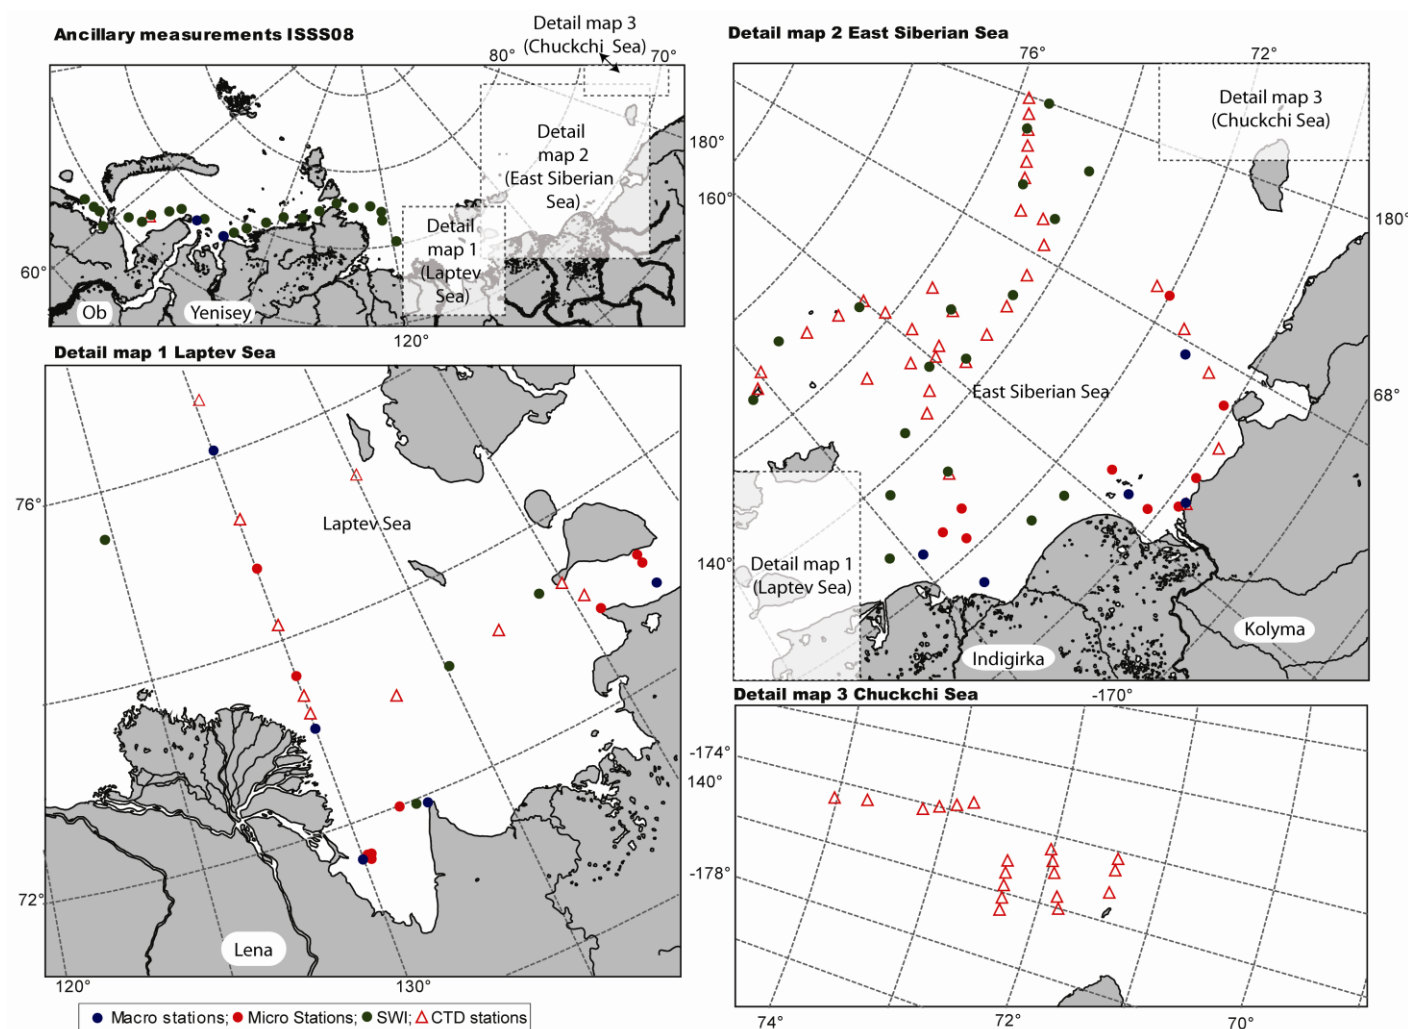 Ancillary measurements ISSS08
Detail map 3
(Chuckchi Sea)
80°
70°
Detail
map 2
(East Siberian
Sea)
Detail
map 1
(Laptev
Sea)
180°
160°
60°
Ob
Yenisey
120°
Detail map 1 Laptev Sea
76°
Laptev Sea
72°
Lena
120°
130°
140°
Detail map 2 East Siberian Sea
76°
72°
Detail map 3
(Chuckchi Sea)
180°
East Siberian Sea
68°
140°
Detail map 1
(Laptev Sea)
Kolyma
Indigirka
-170°
Detail map 3 Chuckchi Sea
-174°
-178°
74°
72°
70°
Macro stations; Micro Stations; SWI; CTD stations